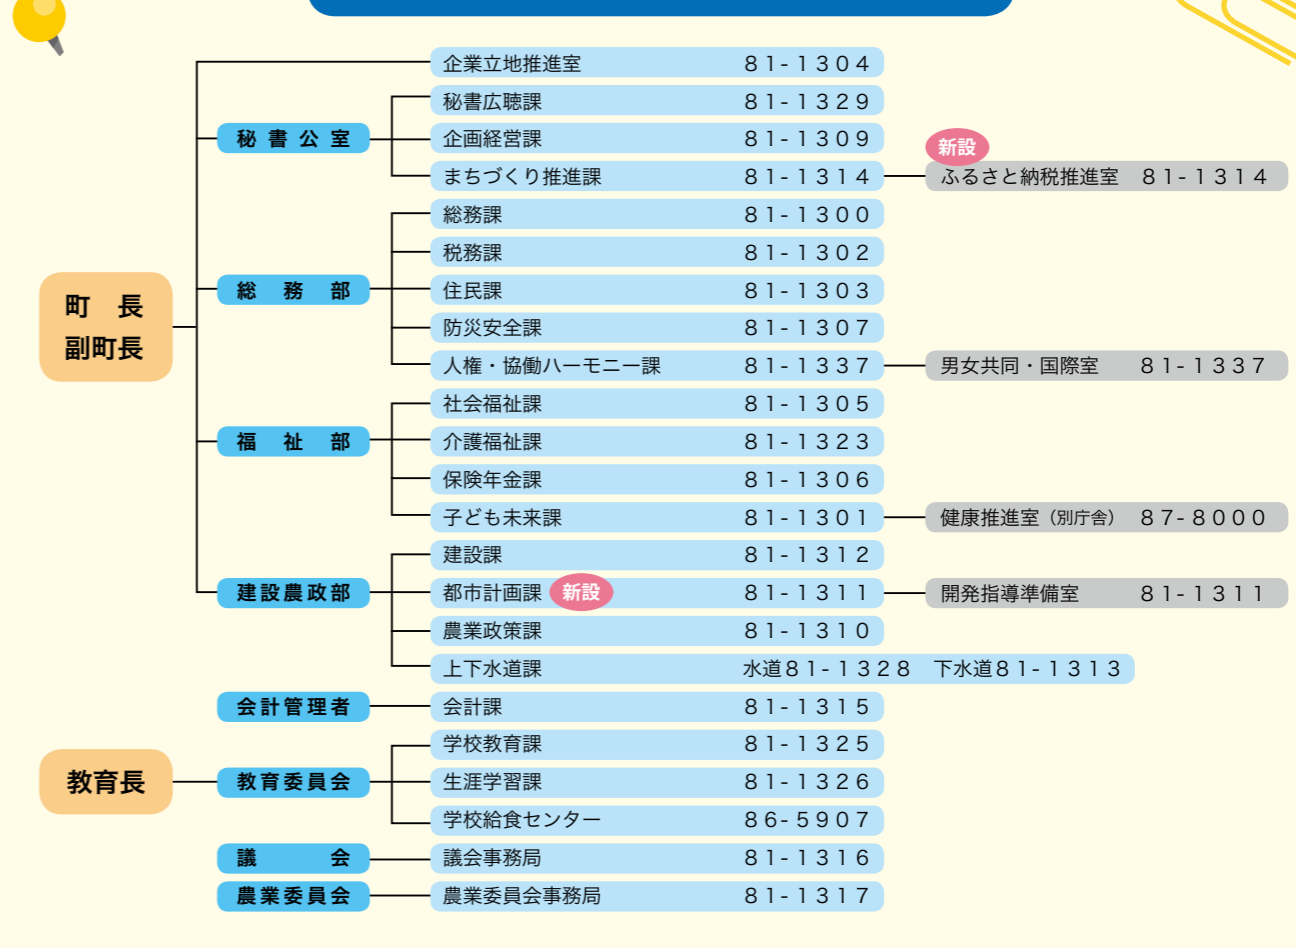 企業立地推進室 81-1304
秘書広聴課 81-1329
秘書公室 企画経営課 81-1309
新設
まちづくり推進課 81-1314 ふるさと納税推進室 81-1314
総務課 81-1300
税務課 81-1302
総務部 住民課 81-1303
町長
副町長
防災安全課 81-1307
人権・協働ハーモニー課 81-1337 男女共同・国際室 81-1337
社会福祉課 81-1305
福祉部 介護福祉課 81-1323
保険年金課 81-1306
子ども未来課 81-1301 健康推進室（別庁舎） 87-8000
建設課 81-1312
建設農政部 都市計画課 新設 81-1311 開発指導準備室 81-1311
農業政策課 81-1310
上下水道課 水道81-1328 下水道81-1313
会計管理者 会計課 81-1315
学校教育課 81-1325
教育長 教育委員会 生涯学習課 81-1326
学校給食センター 86-5907
議会 議会事務局 81-1316
農業委員会 農業委員会事務局 81-1317